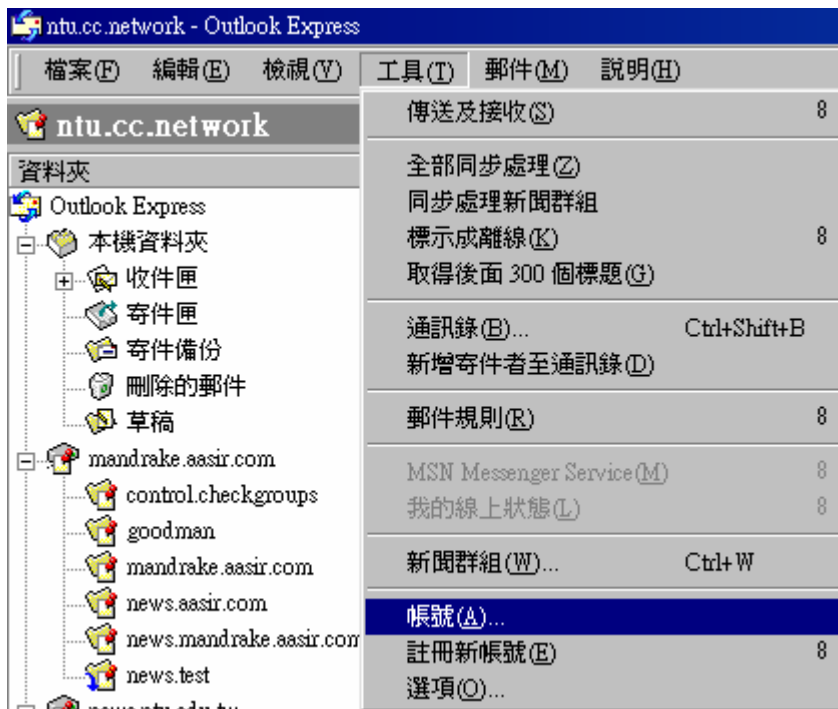 ntu.cc.network - Outlook Express
檔案(F) 編輯(E) 檢視(V) 工具(T) 郵件(M) 說明(H)
ntu.cc.network
資料夾
Outlook Express
本機資料夾
收件匣
寄件匣
寄件備份
刪除的郵件
草稿
mandrake.aasir.com
control.checkgroups
goodman
mandrake.aasir.com
news.aasir.com
news.mandrake.aasir.com
news.test
傳送及接收(S) 8
全部同步處理(Z)
同步處理新聞群組
標示成離線(K) 8
取得後面 300 個標題(G)
通訊錄(B)... Ctrl+Shift+B
新增寄件者至通訊錄(D)
郵件規則(R) 8
MSN Messenger Service(M) 8
我的線上狀態(L) 8
新聞群組(W)... Ctrl+W
帳號(A)...
註冊新帳號(E) 8
選項(O)...